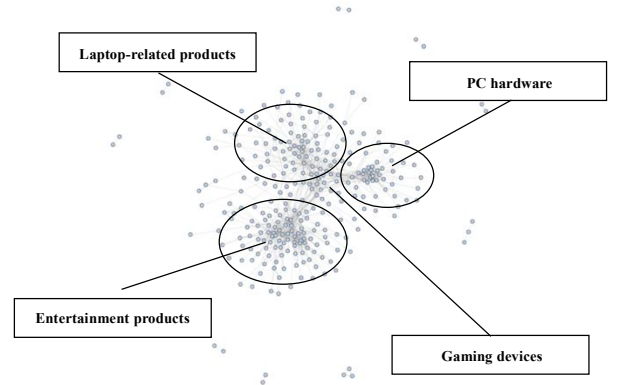 Laptop-related products
PC hardware
Entertainment products
Gaming devices